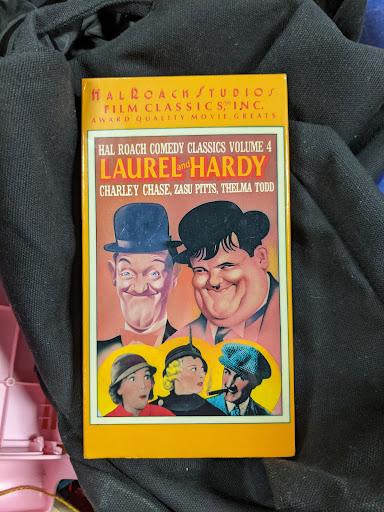 HAL ROACH STUDIOS
FILM CLASSICS, INC.
AWARD QUALITY MOVIE GREATS
HAL ROACH COMEDY CLASSICS VOLUME 4
LAUREL and HARDY
CHARLEY CHASE, ZASU PITTS, THELMA TODD